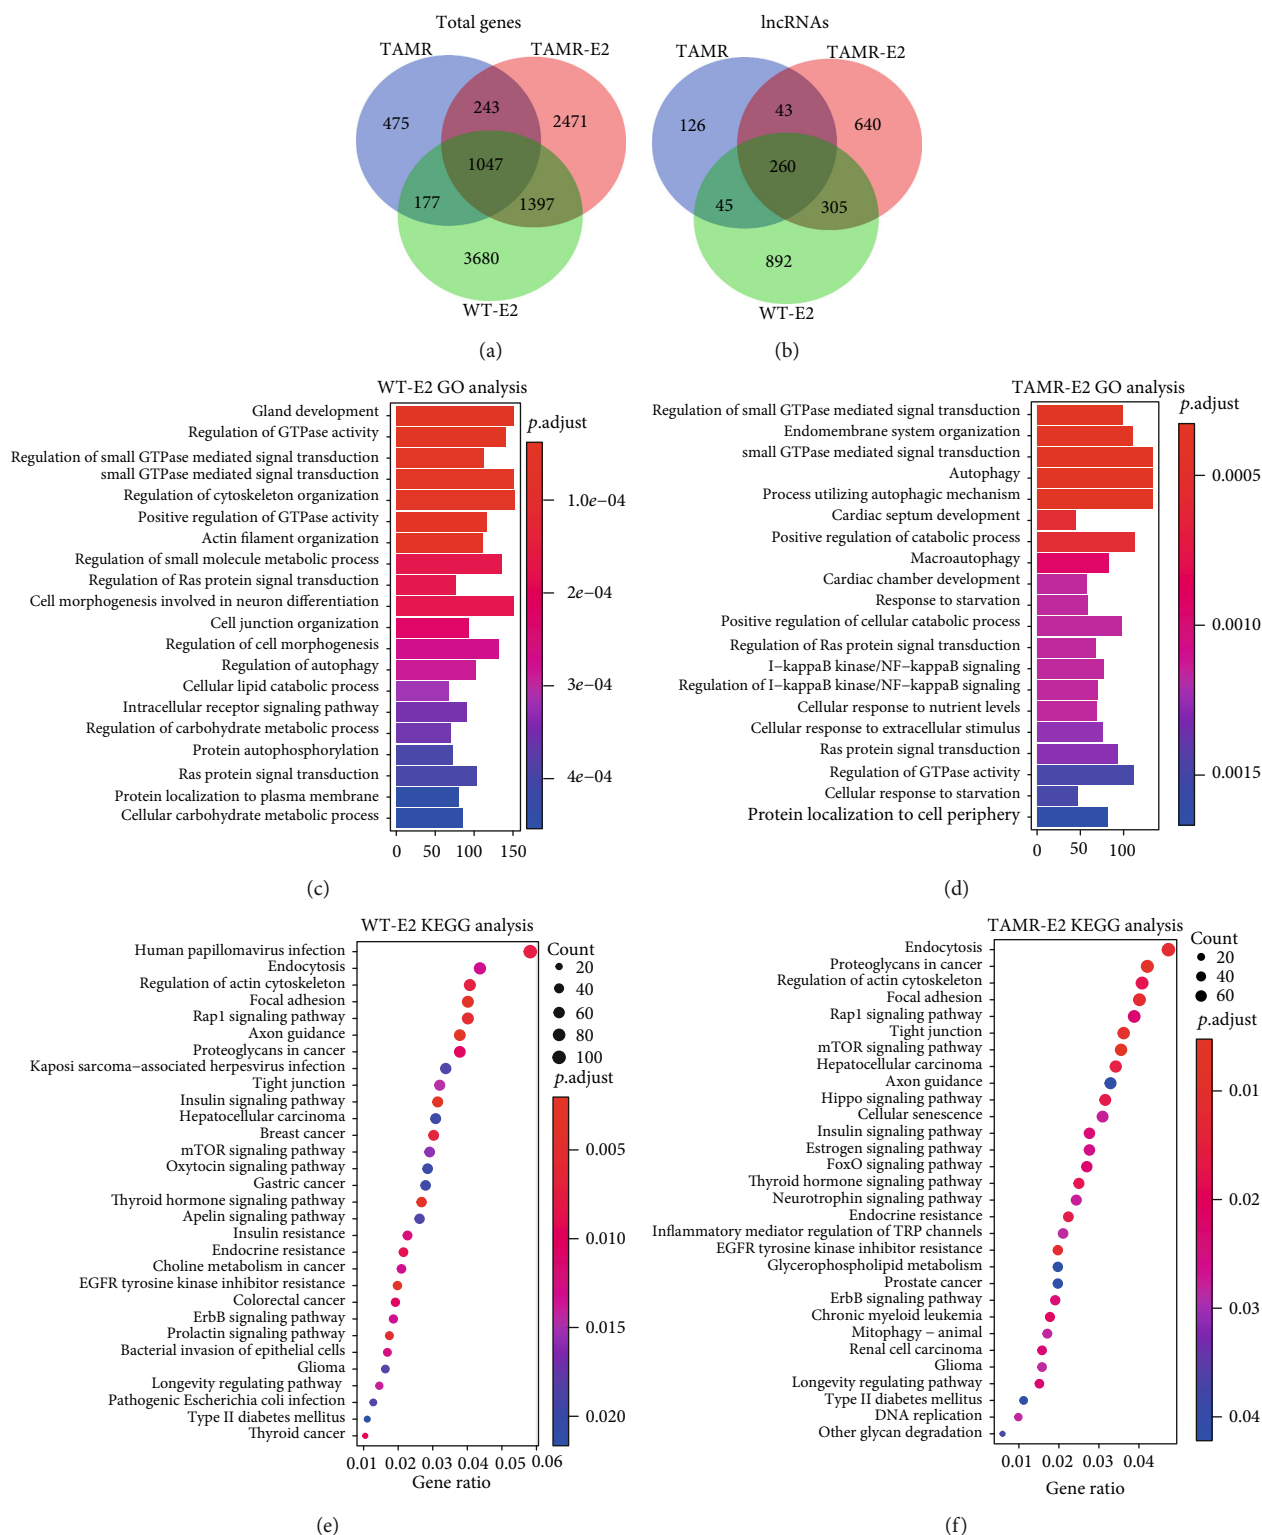 Total genes
TAMR
TAMR-E2
475
243
2471
1047
177
1397
3680
WT-E2
(a)
lncRNAs
TAMR
TAMR-E2
126
43
640
260
45
305
892
WT-E2
(b)
WT-E2 GO analysis
Gland development
Regulation of GTPase activity
Regulation of small GTPase mediated signal transduction
small GTPase mediated signal transduction
Regulation of cytoskeleton organization
Positive regulation of GTPase activity
Actin filament organization
Regulation of small molecule metabolic process
Regulation of Ras protein signal transduction
Cell morphogenesis involved in neuron differentiation
Cell junction organization
Regulation of cell morphogenesis
Regulation of autophagy
Cellular lipid catabolic process
Intracellular receptor signaling pathway
Regulation of carbohydrate metabolic process
Protein autophosphorylation
Ras protein signal transduction
Protein localization to plasma membrane
Cellular carbohydrate metabolic process
0 50 100 150
p.adjust
1.0e−04
2e−04
3e−04
4e−04
(c)
TAMR-E2 GO analysis
Regulation of small GTPase mediated signal transduction
Endomembrane system organization
small GTPase mediated signal transduction
Autophagy
Process utilizing autophagic mechanism
Cardiac septum development
Positive regulation of catabolic process
Macroautophagy
Cardiac chamber development
Response to starvation
Positive regulation of cellular catabolic process
Regulation of Ras protein signal transduction
I−kappaB kinase/NF−kappaB signaling
Regulation of I−kappaB kinase/NF−kappaB signaling
Cellular response to nutrient levels
Cellular response to extracellular stimulus
Ras protein signal transduction
Regulation of GTPase activity
Cellular response to starvation
Protein localization to cell periphery
0 50 100
p.adjust
0.0005
0.0010
0.0015
(d)
WT-E2 KEGG analysis
Human papillomavirus infection
Endocytosis
Regulation of actin cytoskeleton
Focal adhesion
Rap1 signaling pathway
Axon guidance
Proteoglycans in cancer
Kaposi sarcoma−associated herpesvirus infection
Tight junction
Insulin signaling pathway
Hepatocellular carcinoma
Breast cancer
mTOR signaling pathway
Oxytocin signaling pathway
Gastric cancer
Thyroid hormone signaling pathway
Apelin signaling pathway
Insulin resistance
Endocrine resistance
Choline metabolism in cancer
EGFR tyrosine kinase inhibitor resistance
Colorectal cancer
ErbB signaling pathway
Prolactin signaling pathway
Bacterial invasion of epithelial cells
Glioma
Longevity regulating pathway
Pathogenic Escherichia coli infection
Type II diabetes mellitus
Thyroid cancer
0.01 0.02 0.03 0.04 0.05 0.06
Gene ratio
Count
20
40
60
80
100
p.adjust
0.005
0.010
0.015
0.020
(e)
TAMR-E2 KEGG analysis
Endocytosis
Proteoglycans in cancer
Regulation of actin cytoskeleton
Focal adhesion
Rap1 signaling pathway
Tight junction
mTOR signaling pathway
Hepatocellular carcinoma
Axon guidance
Hippo signaling pathway
Cellular senescence
Insulin signaling pathway
Estrogen signaling pathway
FoxO signaling pathway
Thyroid hormone signaling pathway
Neurotrophin signaling pathway
Endocrine resistance
Inflammatory mediator regulation of TRP channels
EGFR tyrosine kinase inhibitor resistance
Glycerophospholipid metabolism
Prostate cancer
ErbB signaling pathway
Chronic myeloid leukemia
Mitophagy − animal
Renal cell carcinoma
Glioma
Longevity regulating pathway
Type II diabetes mellitus
DNA replication
Other glycan degradation
0.01 0.02 0.03 0.04
Gene ratio
Count
20
40
60
p.adjust
0.01
0.02
0.03
0.04
(f)